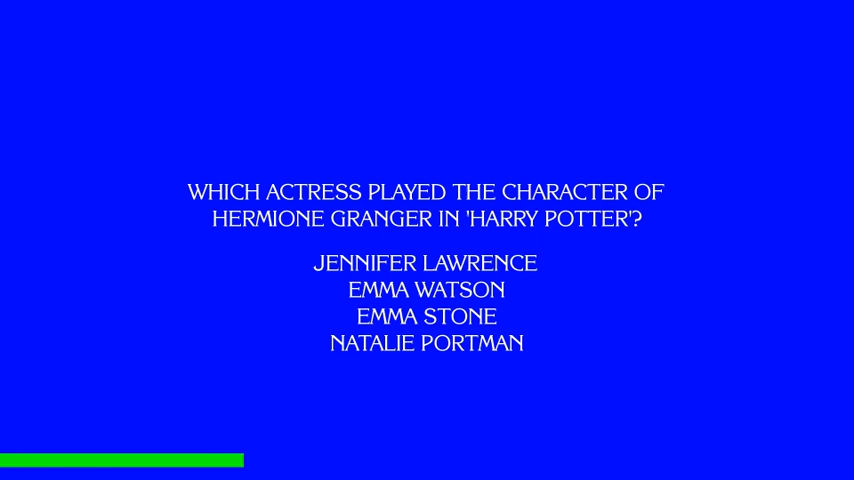 WHICH ACTRESS PLAYED THE CHARACTER OF
HERMIONE GRANGER IN 'HARRY POTTER'?
JENNIFER LAWRENCE
EMMA WATSON
EMMA STONE
NATALIE PORTMAN